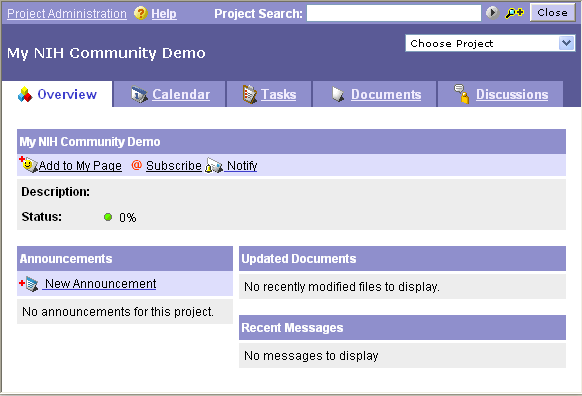 Project Administration Help Project Search: Close
My NIH Community Demo Choose Project
Overview Calendar Tasks Documents Discussions
My NIH Community Demo
Add to My Page @ Subscribe Notify
Description:
Status: 0%
Announcements
New Announcement
No announcements for this project.
Updated Documents
No recently modified files to display.
Recent Messages
No messages to display